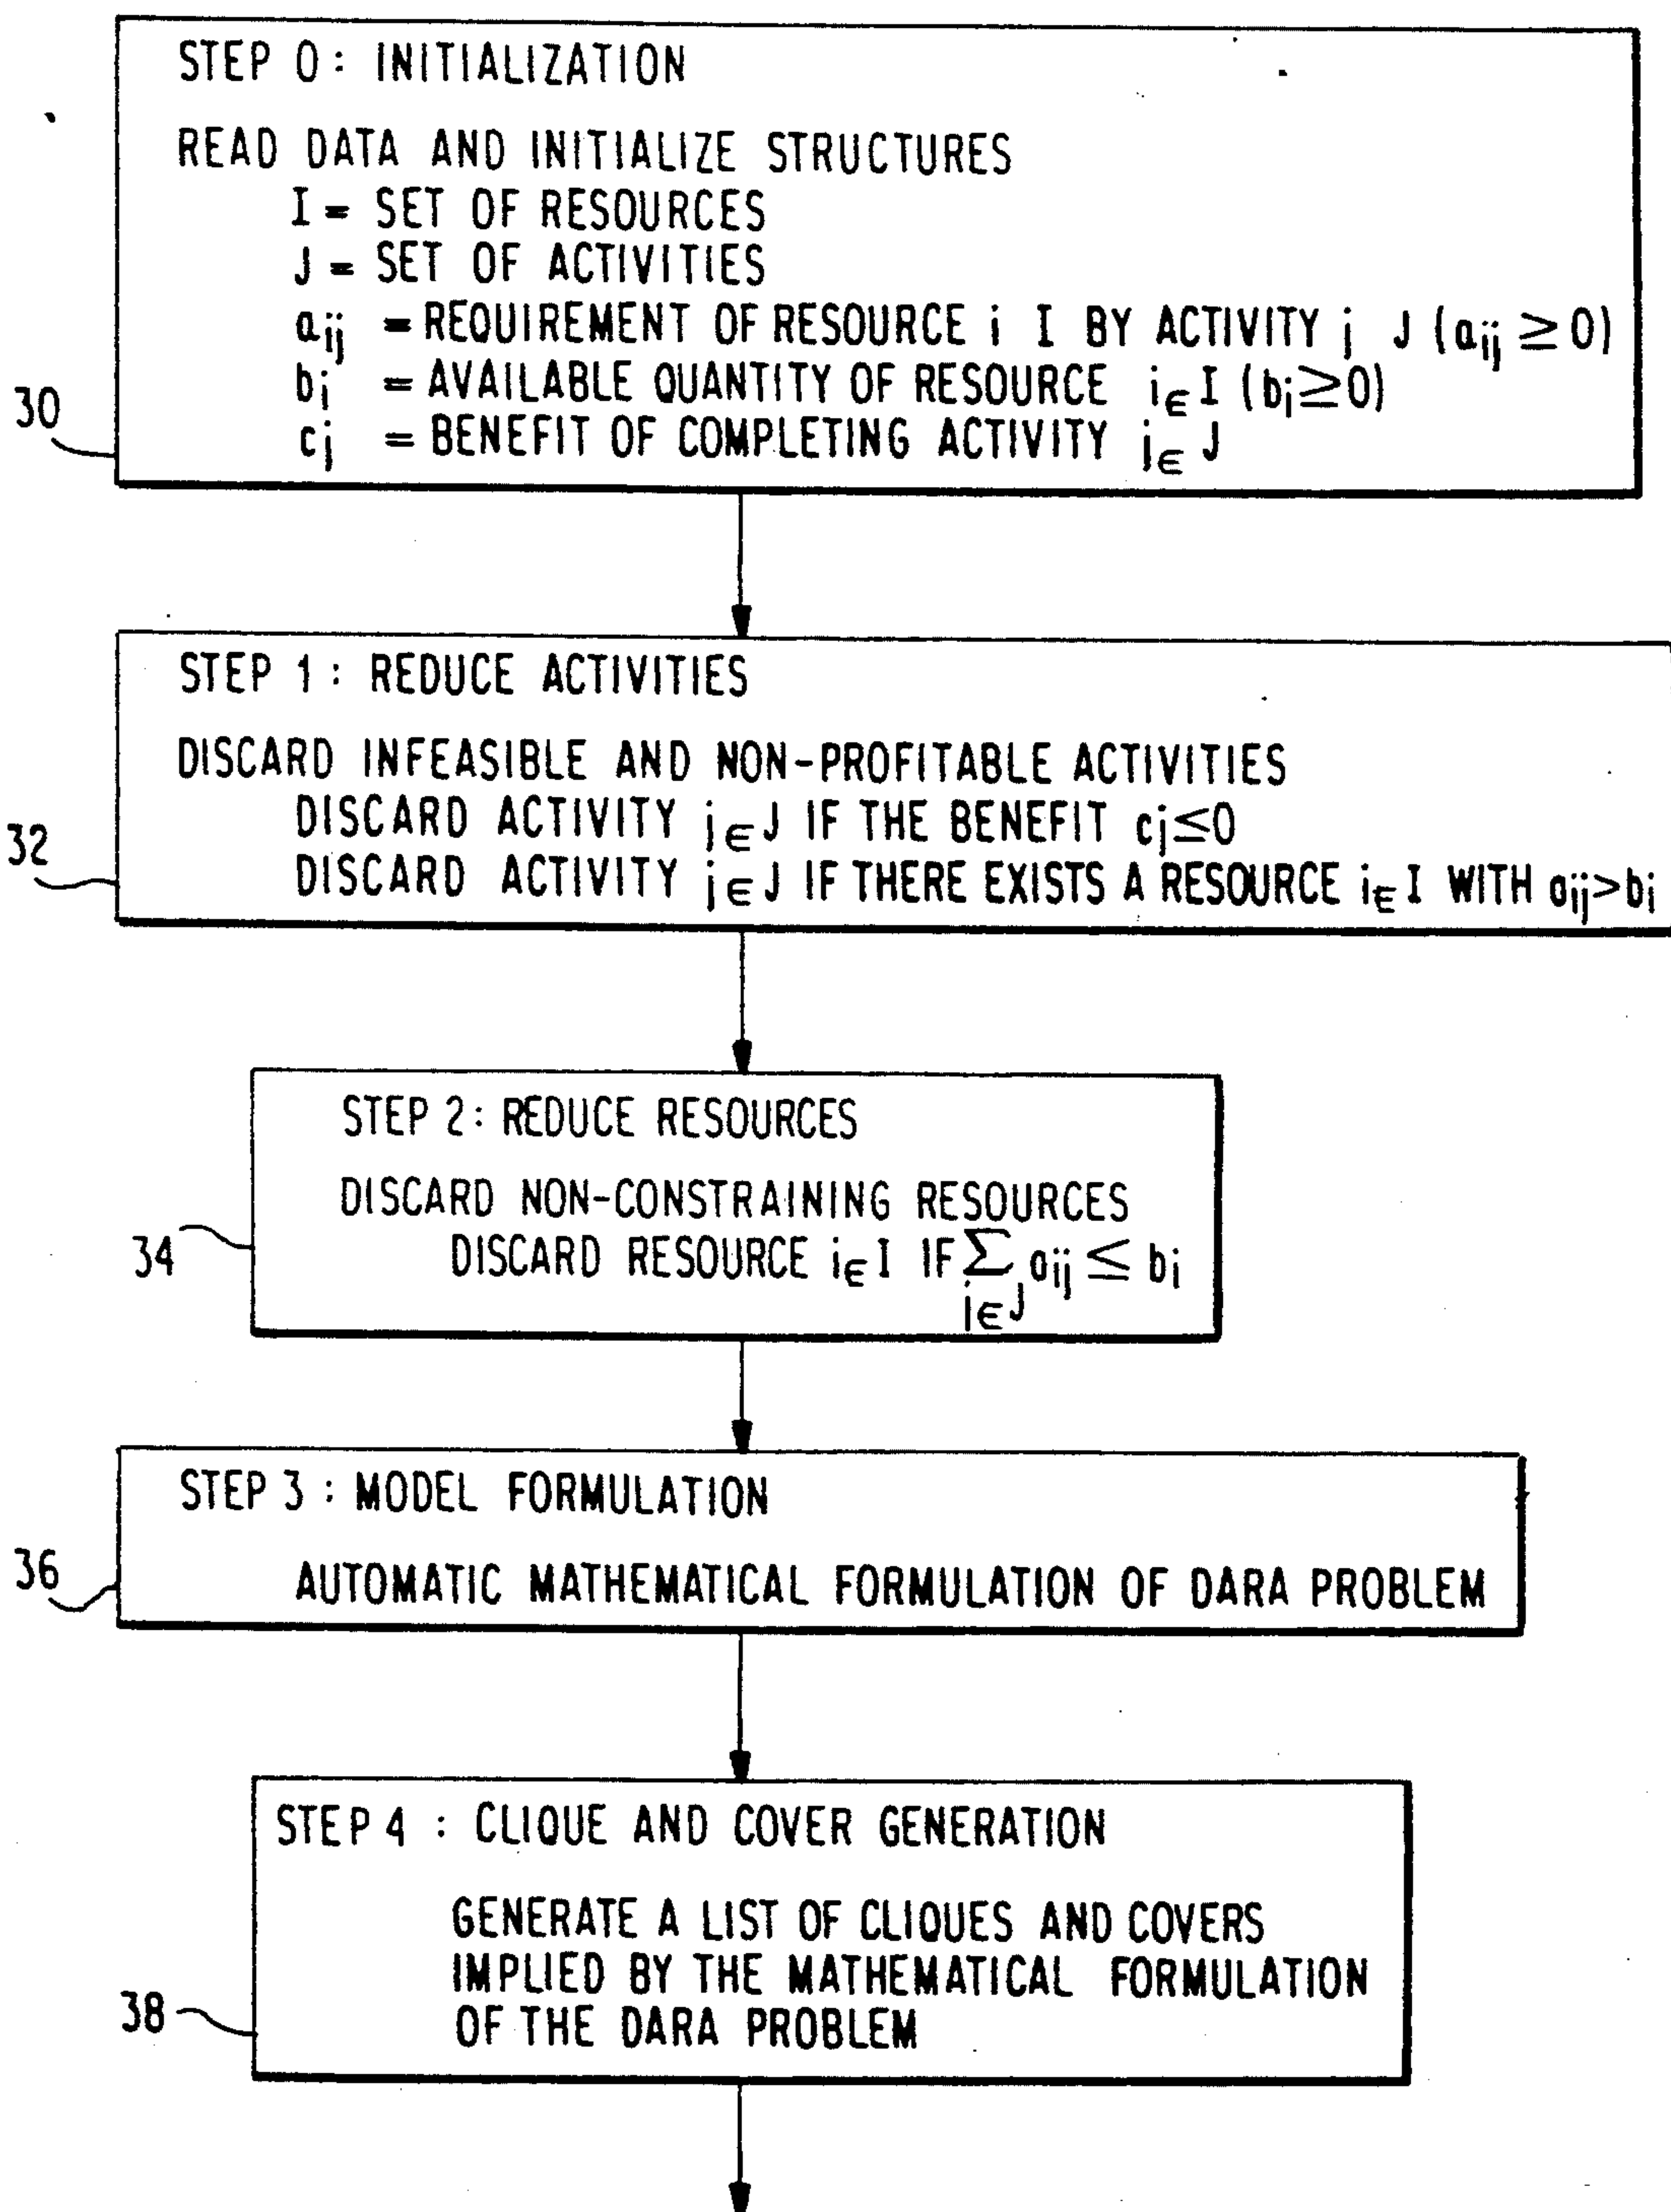 STEP 0: INITIALIZATION
READ DATA AND INITIALIZE STRUCTURES
I = SET OF RESOURCES
J = SET OF ACTIVITIES
aij = REQUIREMENT OF RESOURCE i I BY ACTIVITY j J (aij ≥ 0)
bi = AVAILABLE QUANTITY OF RESOURCE i∈I (bi≥0)
cj = BENEFIT OF COMPLETING ACTIVITY j∈J
30
STEP 1: REDUCE ACTIVITIES
DISCARD INFEASIBLE AND NON-PROFITABLE ACTIVITIES
DISCARD ACTIVITY j∈J IF THE BENEFIT cj≤0
DISCARD ACTIVITY j∈J IF THERE EXISTS A RESOURCE i∈I WITH aij>bi
32
STEP 2: REDUCE RESOURCES
DISCARD NON-CONSTRAINING RESOURCES
DISCARD RESOURCE i∈I IF ∑ aij ≤ bi
j∈J
34
STEP 3: MODEL FORMULATION
AUTOMATIC MATHEMATICAL FORMULATION OF DARA PROBLEM
36
STEP 4: CLIQUE AND COVER GENERATION
GENERATE A LIST OF CLIQUES AND COVERS
IMPLIED BY THE MATHEMATICAL FORMULATION
OF THE DARA PROBLEM
38